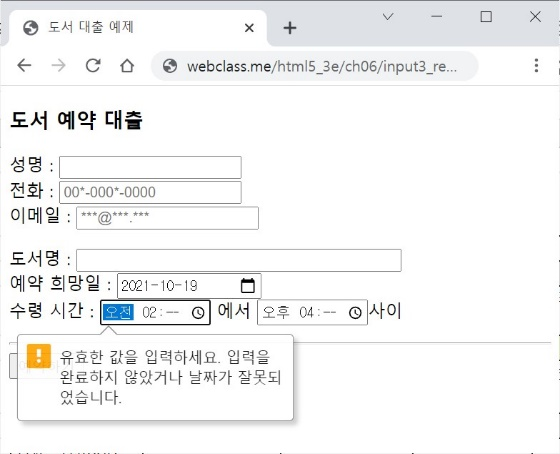 도서 대출 예제
webclass.me/html5_3e/ch06/input3_re...
도서 예약 대출
성명 :
전화 : 00*-000*-0000
이메일 : ***@***.***
도서명 :
예약 희망일 : 2021-10-19
수령 시간 : 오전 02:-- 에서 오후 04:-- 사이
유효한 값을 입력하세요. 입력을
완료하지 않았거나 날짜가 잘못되
었습니다.